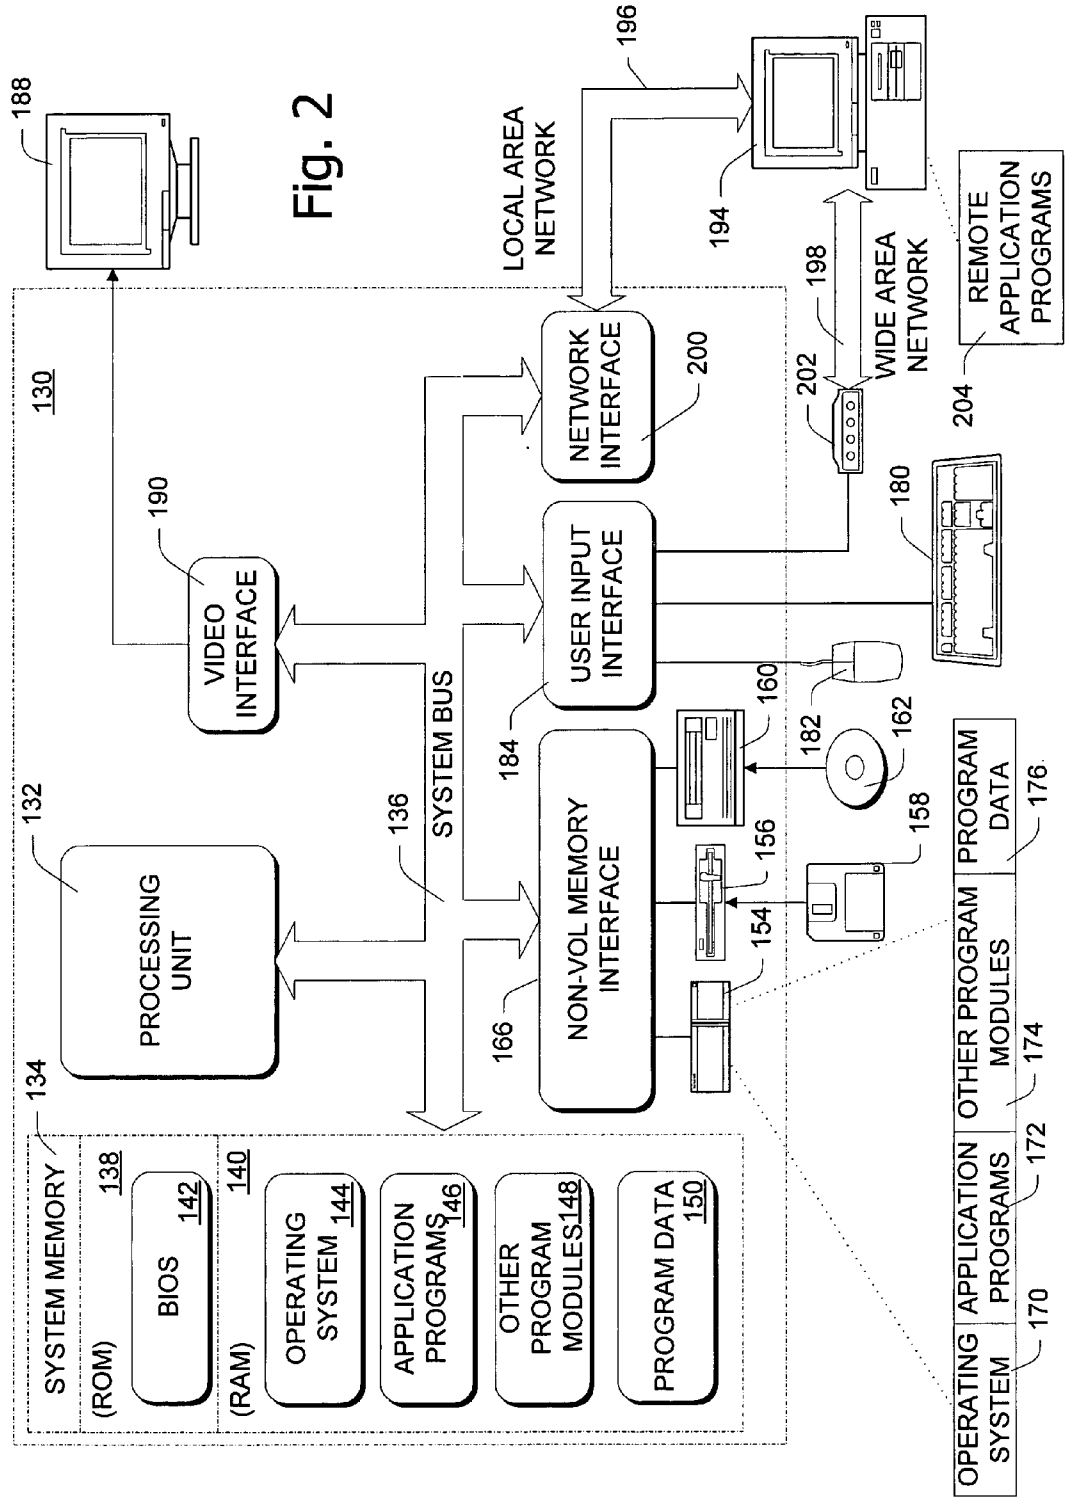 Fig. 2
130
134
SYSTEM MEMORY
(ROM) 138
BIOS
142
(RAM) 140
OPERATING
SYSTEM 144
APPLICATION
PROGRAMS 146
OTHER
PROGRAM
MODULES 148
PROGRAM DATA
150
132
PROCESSING
UNIT
136
SYSTEM BUS
190
VIDEO
INTERFACE
188
166
NON-VOL MEMORY
INTERFACE
184
USER INPUT
INTERFACE
NETWORK
INTERFACE
200
LOCAL AREA
NETWORK
196
194
154
156
160
158
162
182
180
202
198
WIDE AREA
NETWORK
204
REMOTE
APPLICATION
PROGRAMS
OPERATING
SYSTEM
170
APPLICATION
PROGRAMS
172
OTHER PROGRAM
MODULES
174
PROGRAM
DATA
176